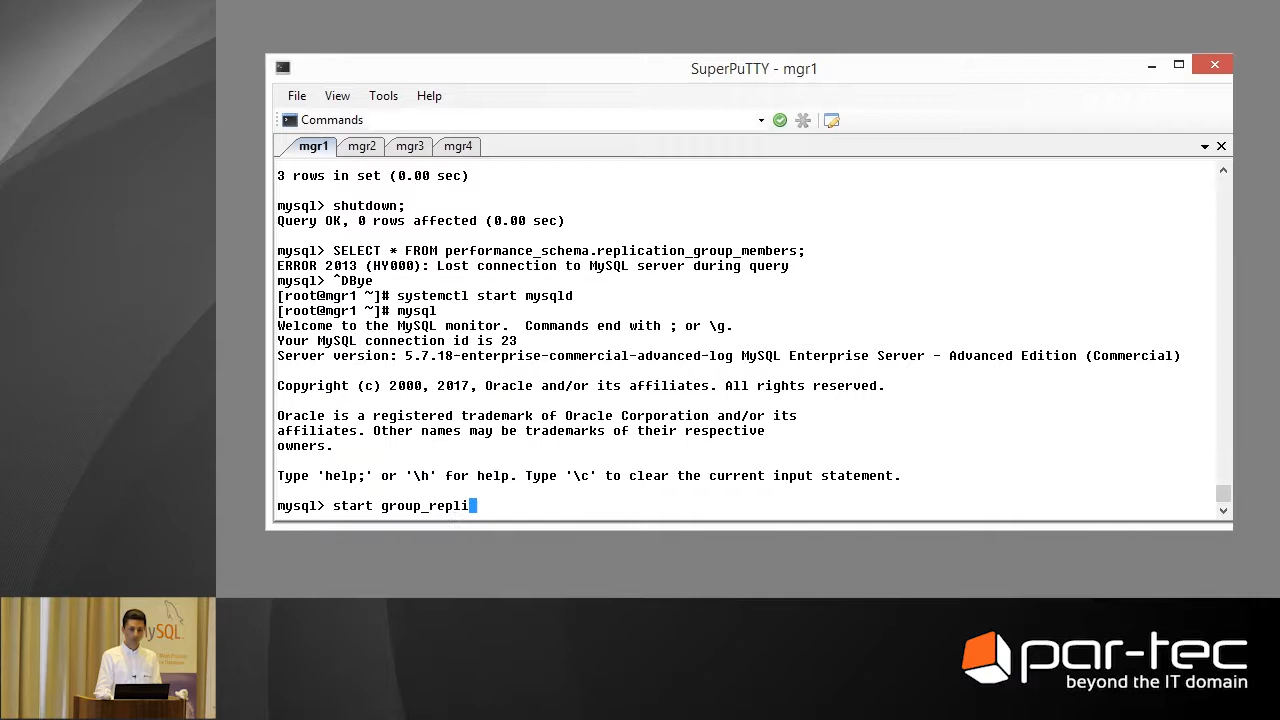 SuperPuTTY - mgr1
File View Tools Help
Commands
mgr1 mgr2 mgr3 mgr4
3 rows in set (0.00 sec)
mysql> shutdown;
Query OK, 0 rows affected (0.00 sec)
mysql> SELECT * FROM performance_schema.replication_group_members;
ERROR 2013 (HY000): Lost connection to MySQL server during query
mysql> ^DBye
[root@mgr1 ~]# systemctl start mysqld
[root@mgr1 ~]# mysql
Welcome to the MySQL monitor.  Commands end with ; or \g.
Your MySQL connection id is 23
Server version: 5.7.18-enterprise-commercial-advanced-log MySQL Enterprise Server - Advanced Edition (Commercial)
Copyright (c) 2000, 2017, Oracle and/or its affiliates. All rights reserved.
Oracle is a registered trademark of Oracle Corporation and/or its
affiliates. Other names may be trademarks of their respective
owners.
Type 'help;' or '\h' for help. Type '\c' to clear the current input statement.
mysql> start group_repli
MySQL
par-tec
beyond the IT domain